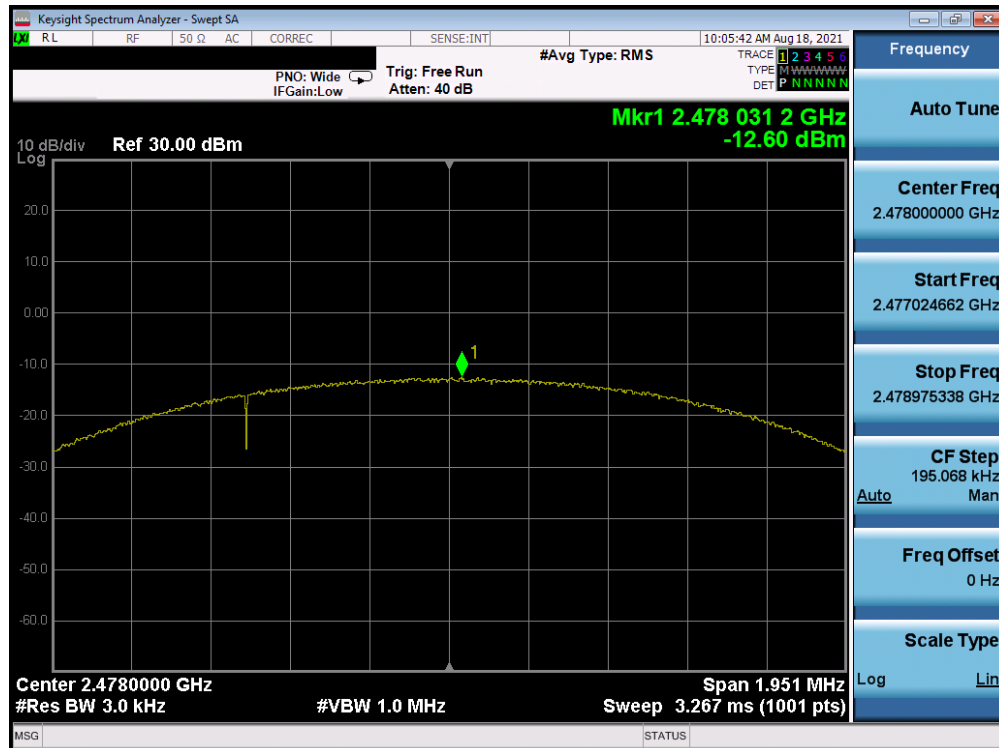 Keysight Spectrum Analyzer - Swept SA
LXI RL RF 50 Ω AC CORREC SENSE:INT 10:05:42 AM Aug 18, 2021
#Avg Type: RMS
TRACE 1 2 3 4 5 6
TYPE M WWWWW
DET P N N N N N
PNO: Wide
IFGain:Low
Trig: Free Run
Atten: 40 dB
Mkr1 2.478 031 2 GHz
-12.60 dBm
10 dB/div Ref 30.00 dBm
Log
20.0
10.0
0.00
-10.0
-20.0
-30.0
-40.0
-50.0
-60.0
1
Center 2.4780000 GHz
#Res BW 3.0 kHz
#VBW 1.0 MHz
Span 1.951 MHz
Sweep 3.267 ms (1001 pts)
MSG
STATUS
Frequency
Auto Tune
Center Freq
2.478000000 GHz
Start Freq
2.477024662 GHz
Stop Freq
2.478975338 GHz
CF Step
195.068 kHz
Auto Man
Freq Offset
0 Hz
Scale Type
Log Lin